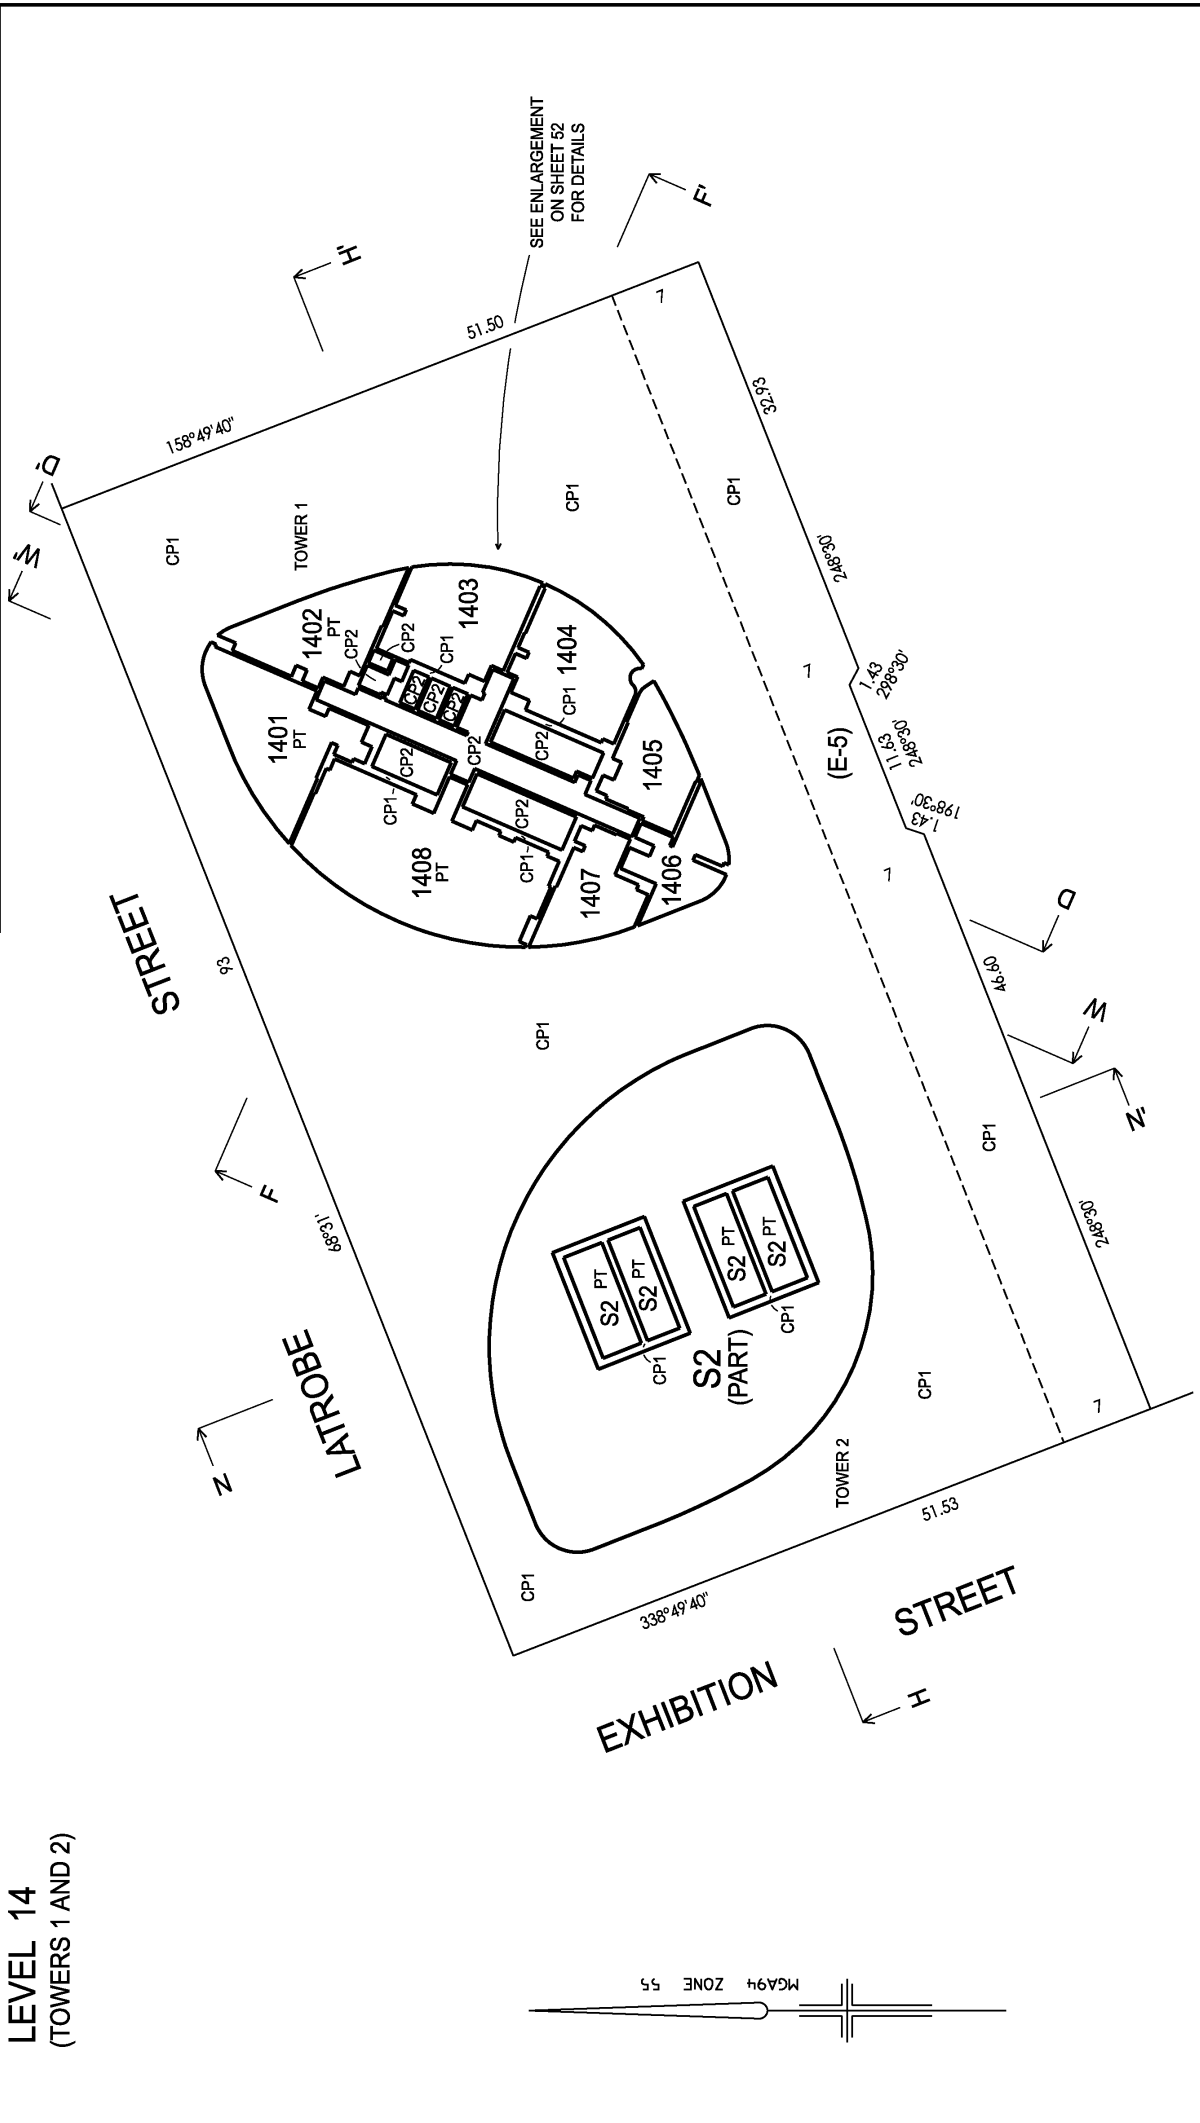 LEVEL 14
(TOWERS 1 AND 2)
MGA94 ZONE 55
LATROBE
STREET
EXHIBITION
STREET
N
N'
F
F'
H
H'
D
D'
W
W'
68°31'
93
158°49'40"
51.50
338°49'40"
51.53
32.93
248°30'
1.43
298°30'
11.63
248°30'
1.43
198°30'
46.60
248°30'
SEE ENLARGEMENT
ON SHEET 52
FOR DETAILS
TOWER 1
1401
PT
1402
PT
1403
1404
1405
1406
1407
1408
PT
CP2
CP2
CP2
CP2
CP2
CP2
CP2
CP2
CP2
CP1
CP1
CP1
CP1
TOWER 2
S2
(PART)
S2 PT
S2 PT
S2 PT
S2 PT
CP1
CP1
CP1
CP1
CP1
CP1
CP1
CP1
CP1
(E-5)
7
7
7
7